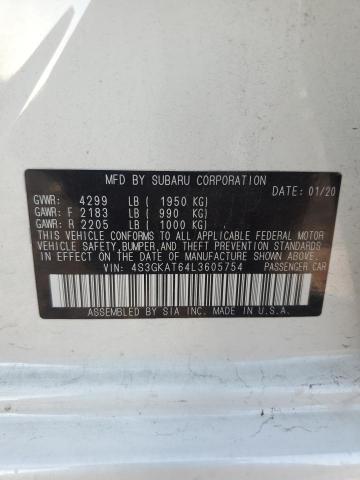 MFD BY SUBARU CORPORATION
DATE: 01/20
GVWR: 4299 LB ( 1950 KG)
GAWR: F 2183 LB ( 990 KG)
GAWR: R 2205 LB ( 1000 KG)
THIS VEHICLE CONFORMS TO ALL APPLICABLE FEDERAL MOTOR
VEHICLE SAFETY, BUMPER, AND THEFT PREVENTION STANDARDS
IN EFFECT ON THE DATE OF MANUFACTURE SHOWN ABOVE.
VIN: 4S3GKAT64L3605754 PASSENGER CAR
ASSEMBLED BY SIA INC. MADE IN U.S.A.